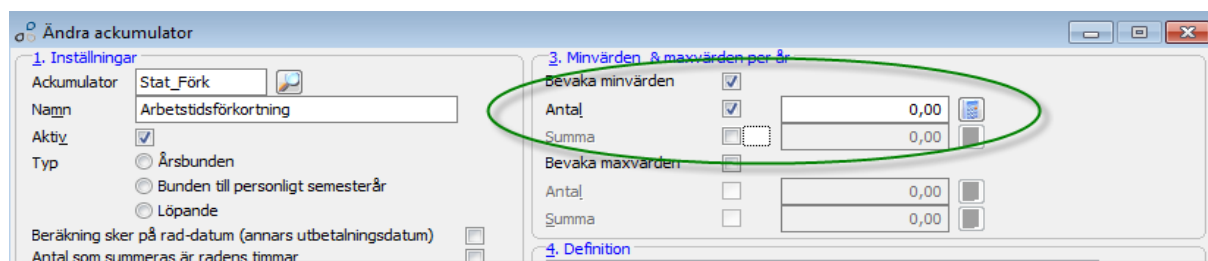 Ändra ackumulator
1. Inställningar
Ackumulator Stat_Förk
Namn Arbetstidsförkortning
Aktiv
Typ Årsbunden
Bunden till personligt semesterår
Löpande
Beräkning sker på rad-datum (annars utbetalningsdatum)
Antal som summeras är radens timmar
3. Minvärden & maxvärden per år
Bevaka minvärden
Antal 0,00
Summa 0,00
Bevaka maxvärden
Antal 0,00
Summa 0,00
4. Definition